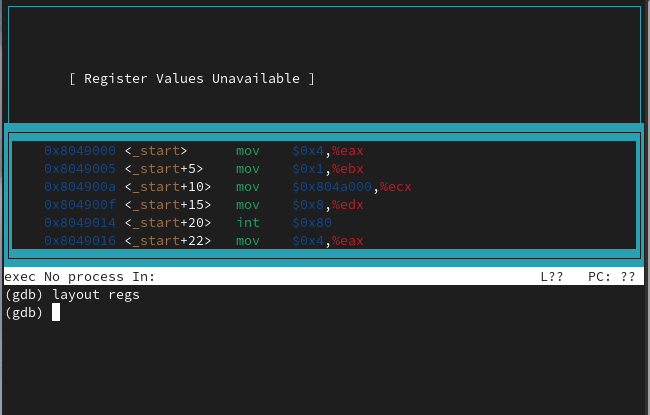 [ Register Values Unavailable ]
0x8049000 <_start> mov $0x4,%eax
0x8049005 <_start+5> mov $0x1,%ebx
0x804900a <_start+10> mov $0x804a000,%ecx
0x804900f <_start+15> mov $0x8,%edx
0x8049014 <_start+20> int $0x80
0x8049016 <_start+22> mov $0x4,%eax
exec No process In: L?? PC: ??
(gdb) layout regs
(gdb)